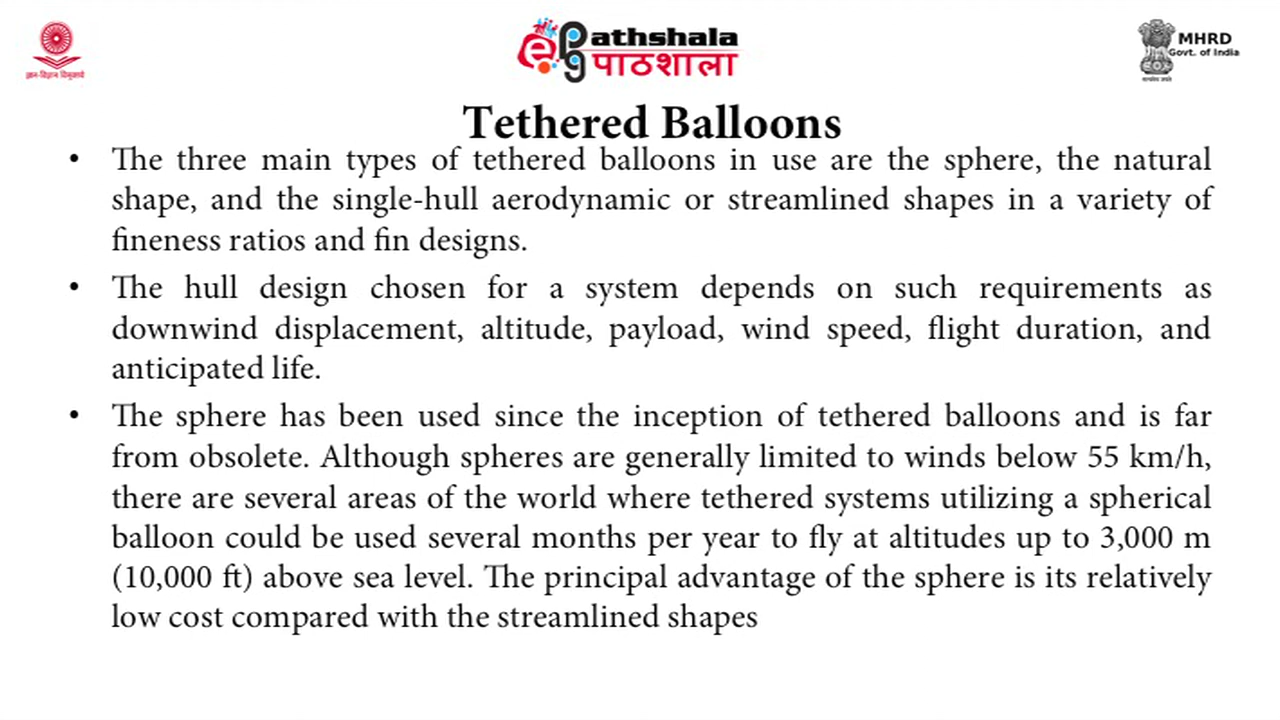 ज्ञान-विज्ञान विमुक्तये
ePG Pathshala
पाठशाला
MHRD
Govt. of India
सत्यमेव जयते
Tethered Balloons
• The three main types of tethered balloons in use are the sphere, the natural
shape, and the single-hull aerodynamic or streamlined shapes in a variety of
fineness ratios and fin designs.
• The hull design chosen for a system depends on such requirements as
downwind displacement, altitude, payload, wind speed, flight duration, and
anticipated life.
• The sphere has been used since the inception of tethered balloons and is far
from obsolete. Although spheres are generally limited to winds below 55 km/h,
there are several areas of the world where tethered systems utilizing a spherical
balloon could be used several months per year to fly at altitudes up to 3,000 m
(10,000 ft) above sea level. The principal advantage of the sphere is its relatively
low cost compared with the streamlined shapes